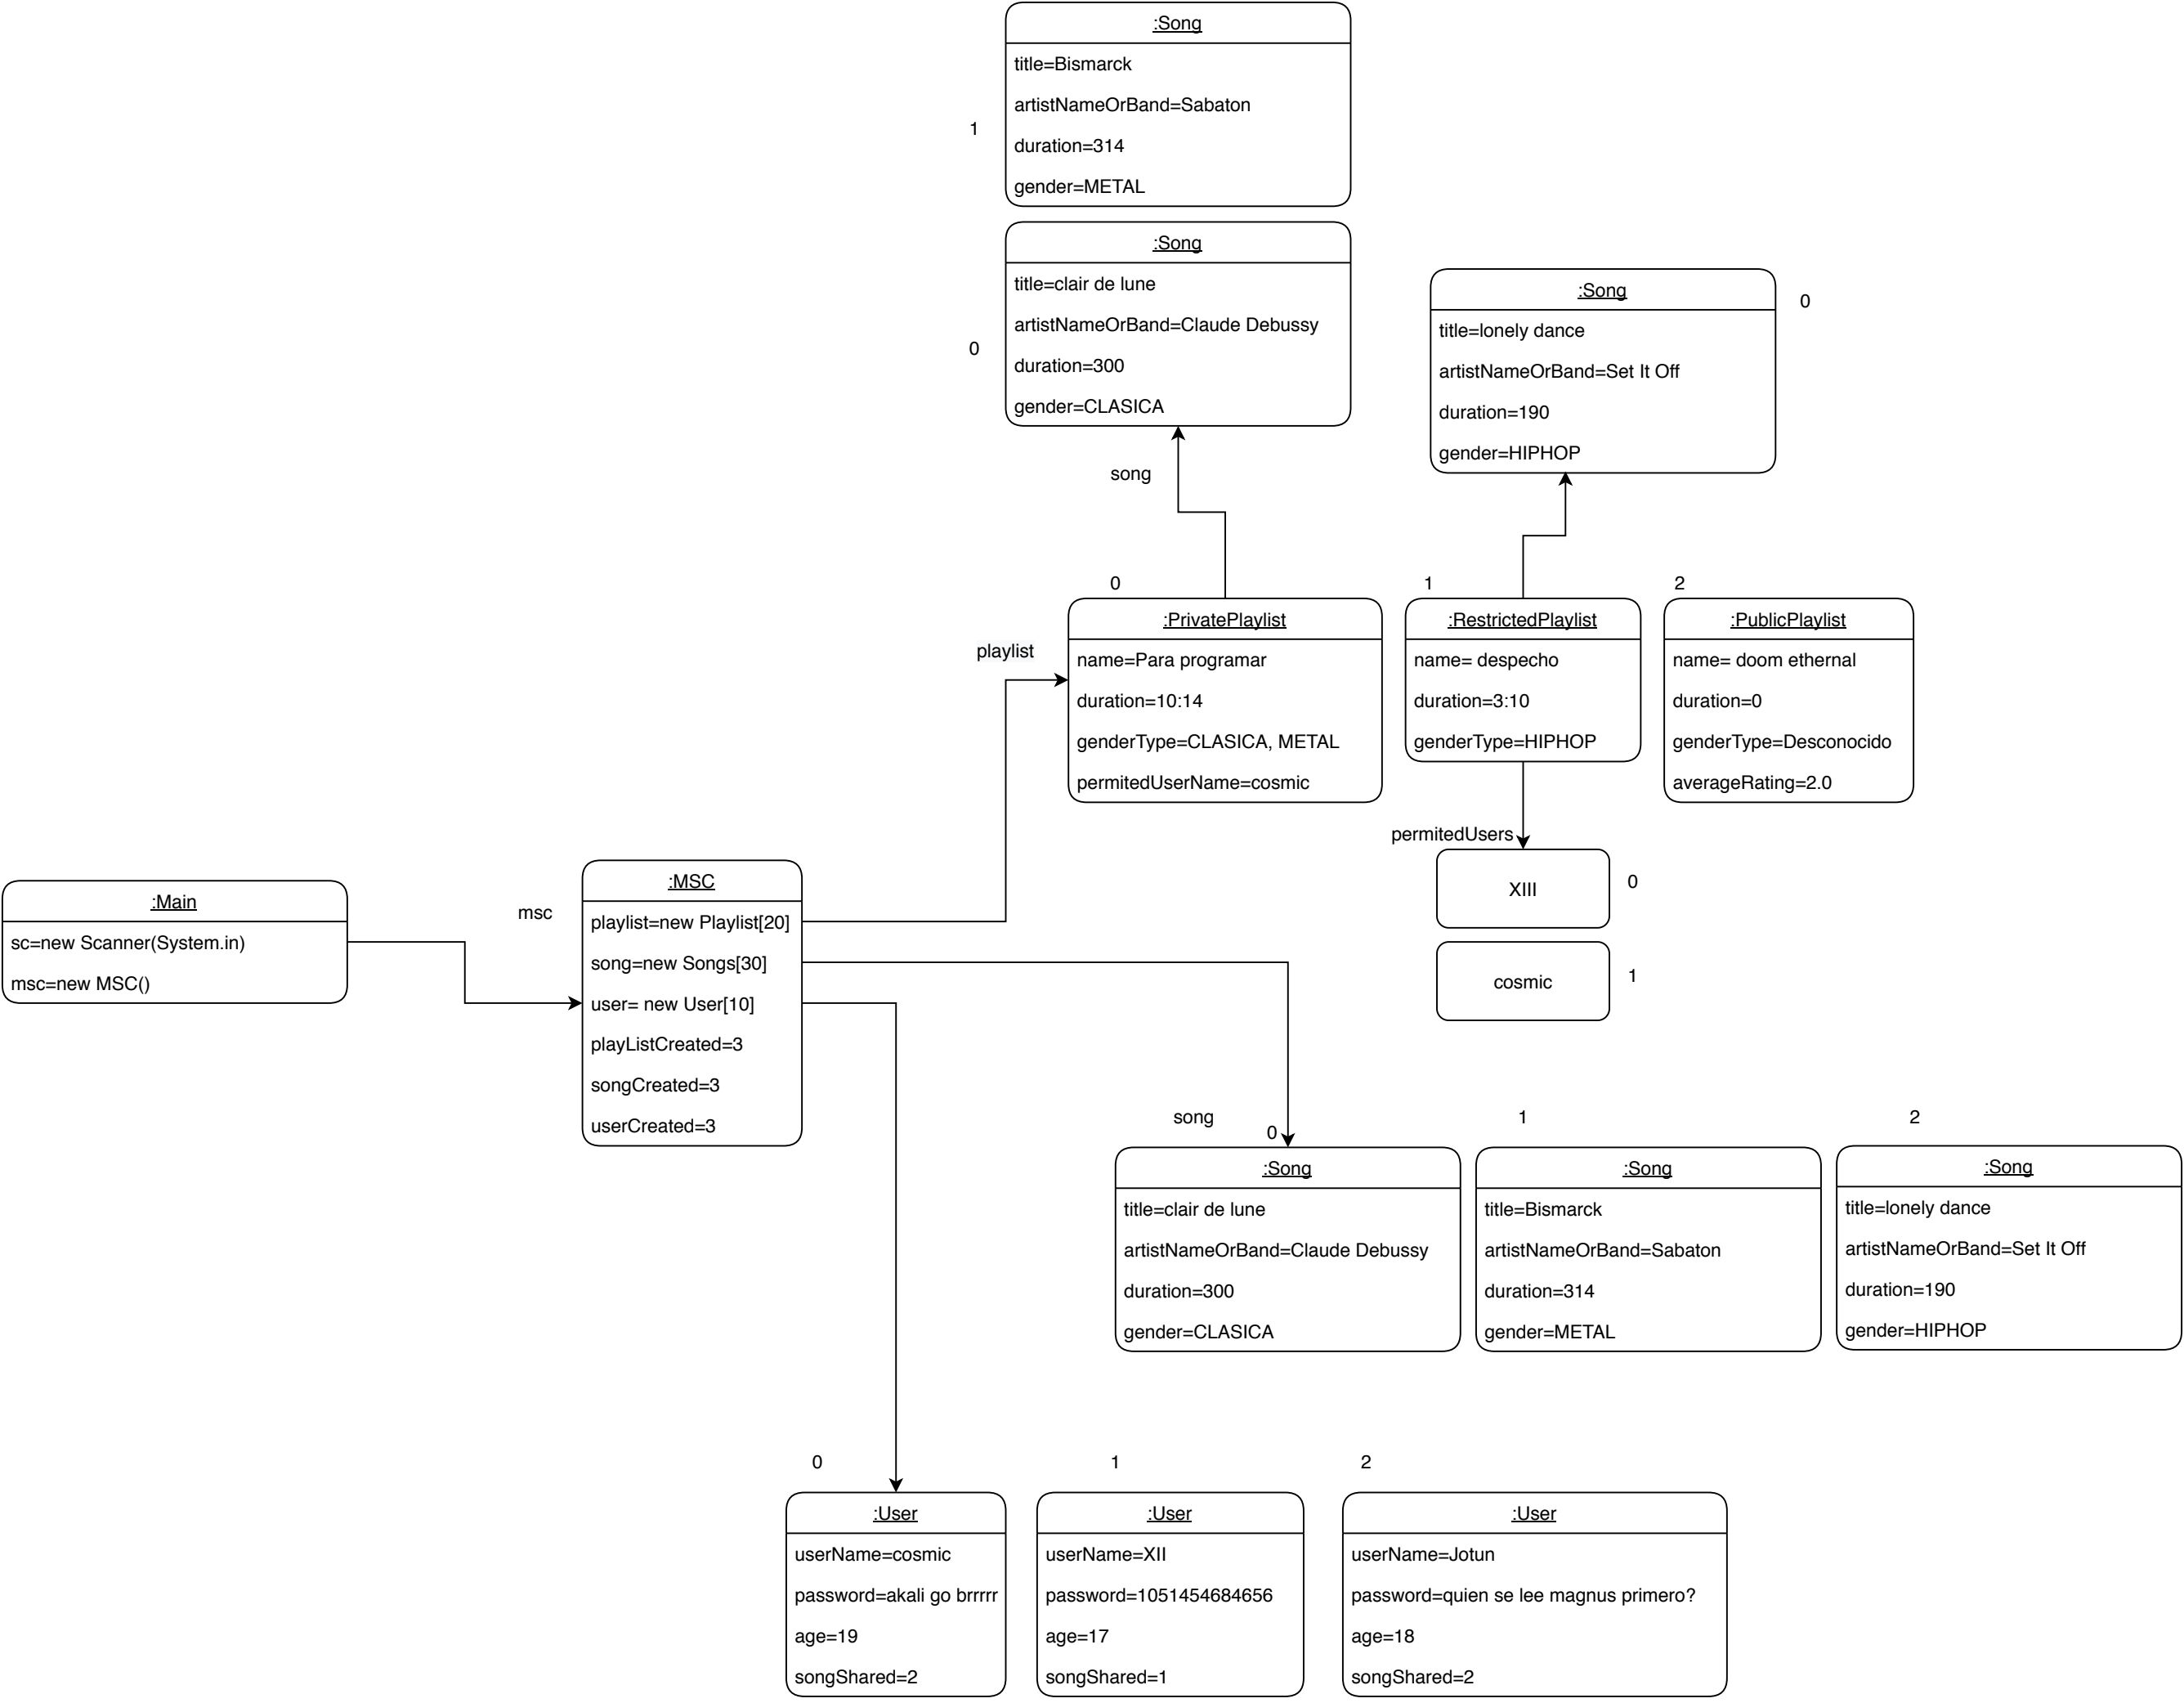 :Song
title=Bismarck
artistNameOrBand=Sabaton
1
duration=314
gender=METAL
:Song
title=clair de lune
artistNameOrBand=Claude Debussy
0
duration=300
gender=CLASICA
:Song
0
title=lonely dance
artistNameOrBand=Set It Off
duration=190
gender=HIPHOP
song
playlist
0
:PrivatePlaylist
name=Para programar
duration=10:14
genderType=CLASICA, METAL
permitedUserName=cosmic
1
:RestrictedPlaylist
name= despecho
duration=3:10
genderType=HIPHOP
2
:PublicPlaylist
name= doom ethernal
duration=0
genderType=Desconocido
averageRating=2.0
permitedUsers
XIII
0
cosmic
1
:Main
sc=new Scanner(System.in)
msc=new MSC()
msc
:MSC
playlist=new Playlist[20]
song=new Songs[30]
user= new User[10]
playListCreated=3
songCreated=3
userCreated=3
song
0
:Song
title=clair de lune
artistNameOrBand=Claude Debussy
duration=300
gender=CLASICA
1
:Song
title=Bismarck
artistNameOrBand=Sabaton
duration=314
gender=METAL
2
:Song
title=lonely dance
artistNameOrBand=Set It Off
duration=190
gender=HIPHOP
0
:User
userName=cosmic
password=akali go brrrrr
age=19
songShared=2
1
:User
userName=XII
password=1051454684656
age=17
songShared=1
2
:User
userName=Jotun
password=quien se lee magnus primero?
age=18
songShared=2